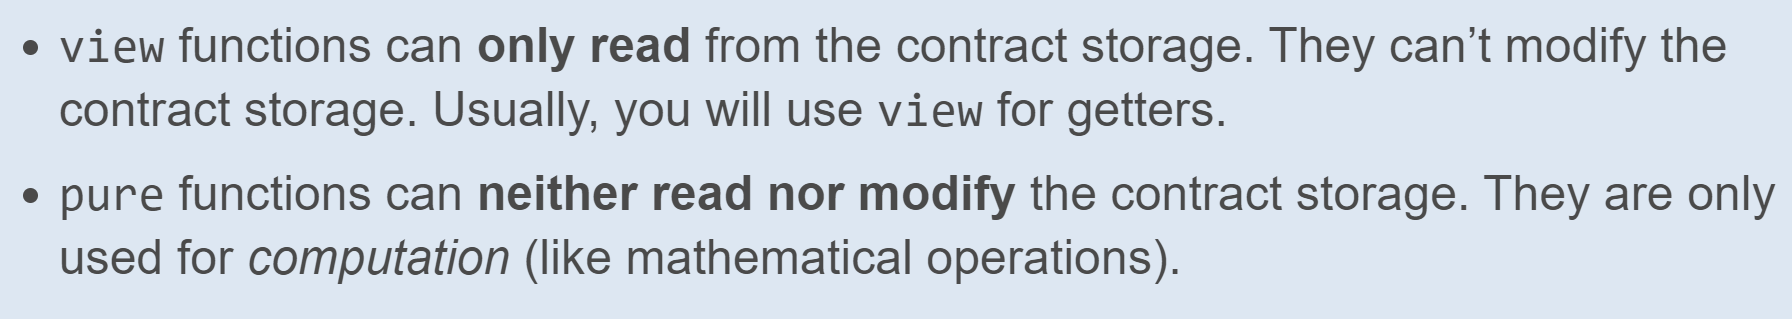 • view functions can only read from the contract storage. They can’t modify the
contract storage. Usually, you will use view for getters.
• pure functions can neither read nor modify the contract storage. They are only
used for computation (like mathematical operations).